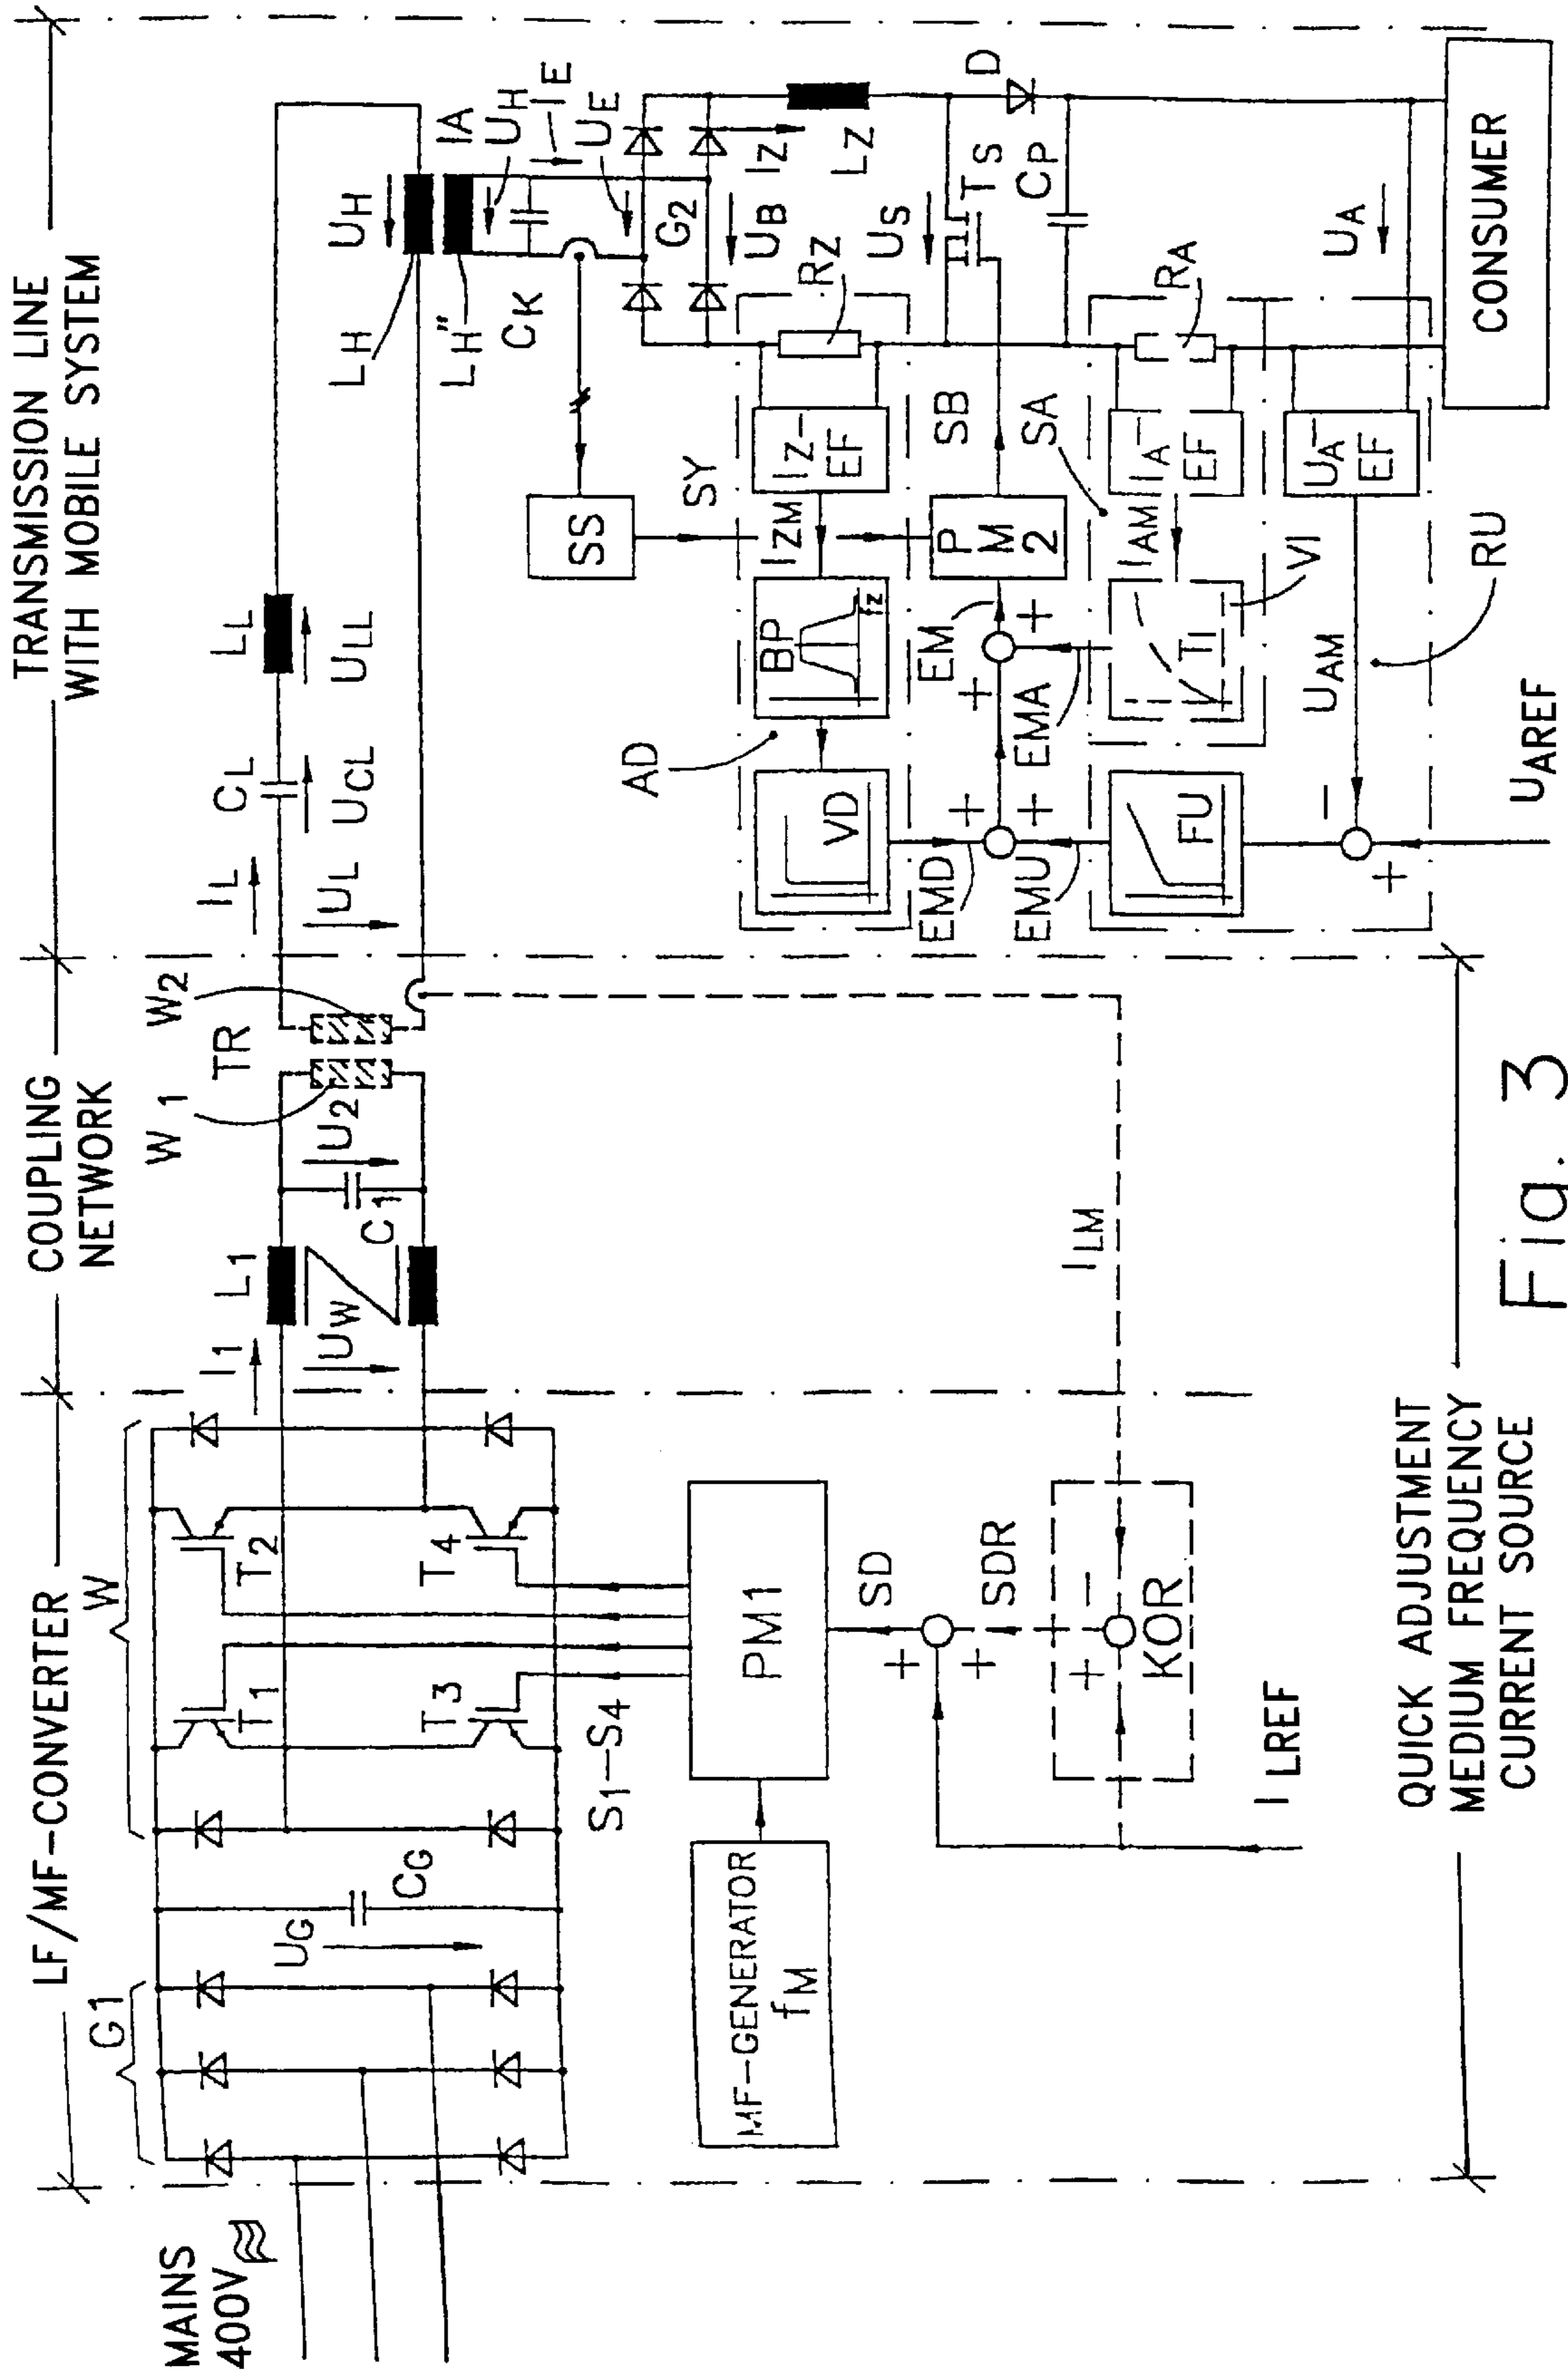 LF/MF-CONVERTER
COUPLING
NETWORK
TRANSMISSION LINE
WITH MOBILE SYSTEM
MAINS
400V
G1
UG
CG
W
T1
T2
T3
T4
S1-S4
I1
L1
UW
C1
U2
W1
TR
W2
IL
UL
CL
UCL
LL
ULL
LH
UH
LH"
IA
UH
IE
UE
CK
G2
IZ
LZ
UB
RZ
US
TS
D
CP
RA
UA
CONSUMER
SS
SY
IZ-
EF
IZM
BP
fz
AD
VD
PM2
SB
EM
EMD
EMA
EMU
SA
IA-
EF
IAM
TI
VI
FU
UA-
EF
UAM
RU
UAREF
+
+
+
+
-
+
MF-GENERATOR
fM
PM1
SD
+
+
SDR
+
-
KOR
ILM
ILREF
QUICK ADJUSTMENT
MEDIUM FREQUENCY
CURRENT SOURCE
Fig. 3